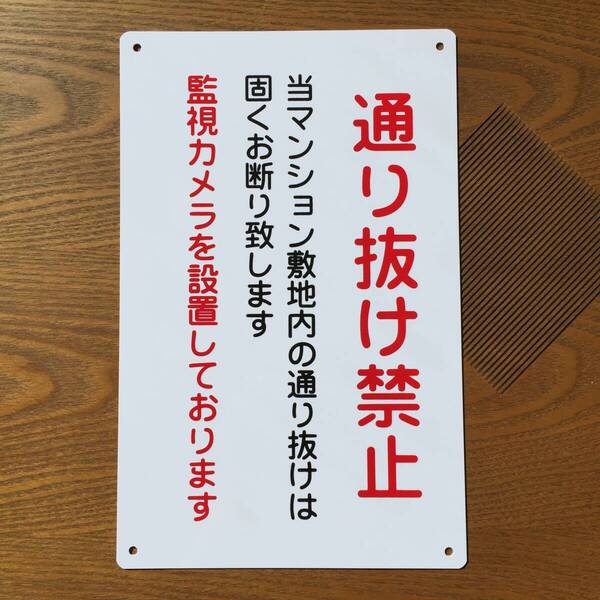 通り抜け禁止
当マンション敷地内の通り抜けは
固くお断り致します
監視カメラを設置しております